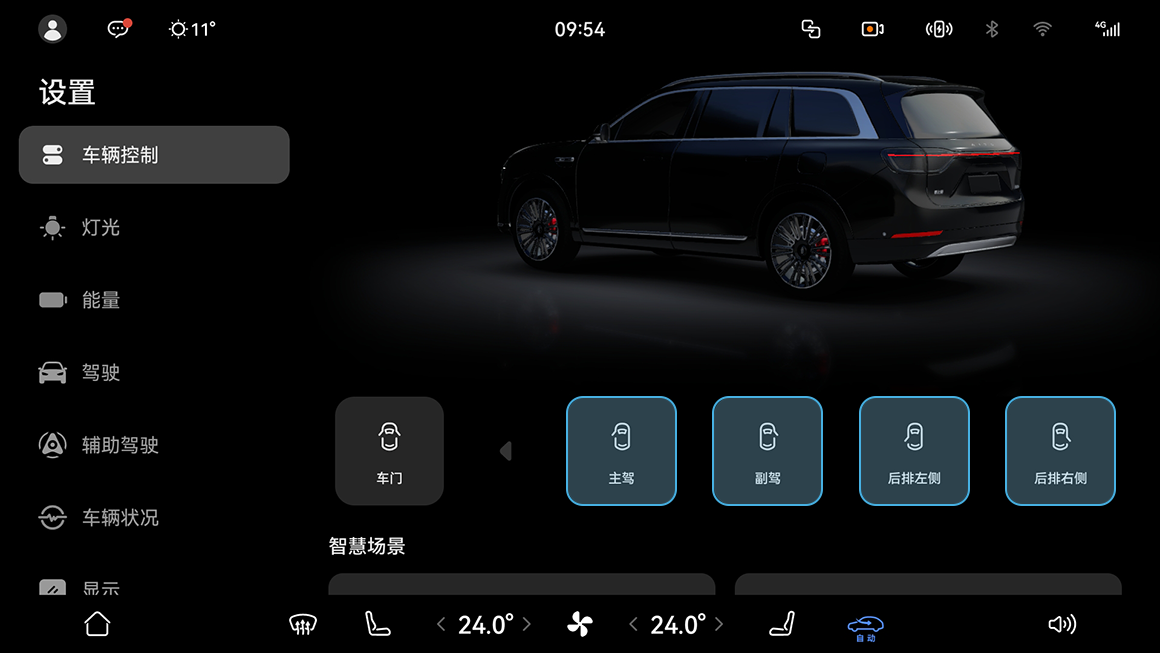 11°
09:54
4G
设置
车辆控制
灯光
能量
驾驶
辅助驾驶
车辆状况
显示
车门
主驾
副驾
后排左侧
后排右侧
智慧场景
24.0°
24.0°
自动